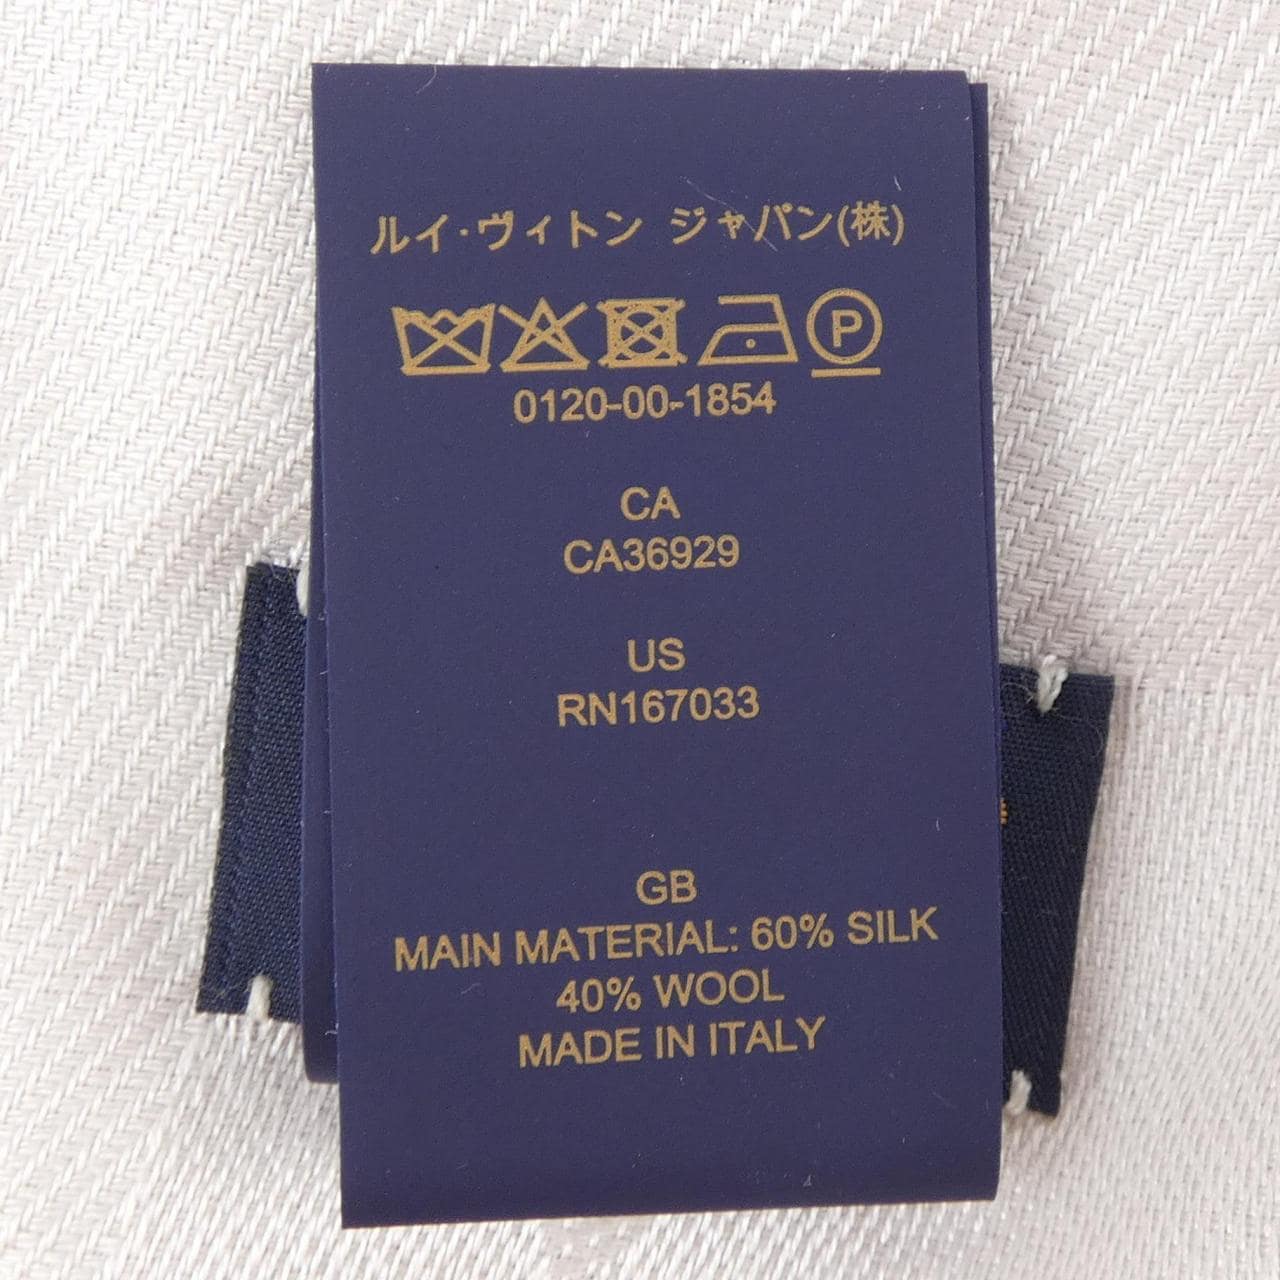 ルイ·ヴィトン ジャパン(株)
P
0120-00-1854
CA
CA36929
US
RN167033
GB
MAIN MATERIAL: 60% SILK
40% WOOL
MADE IN ITALY